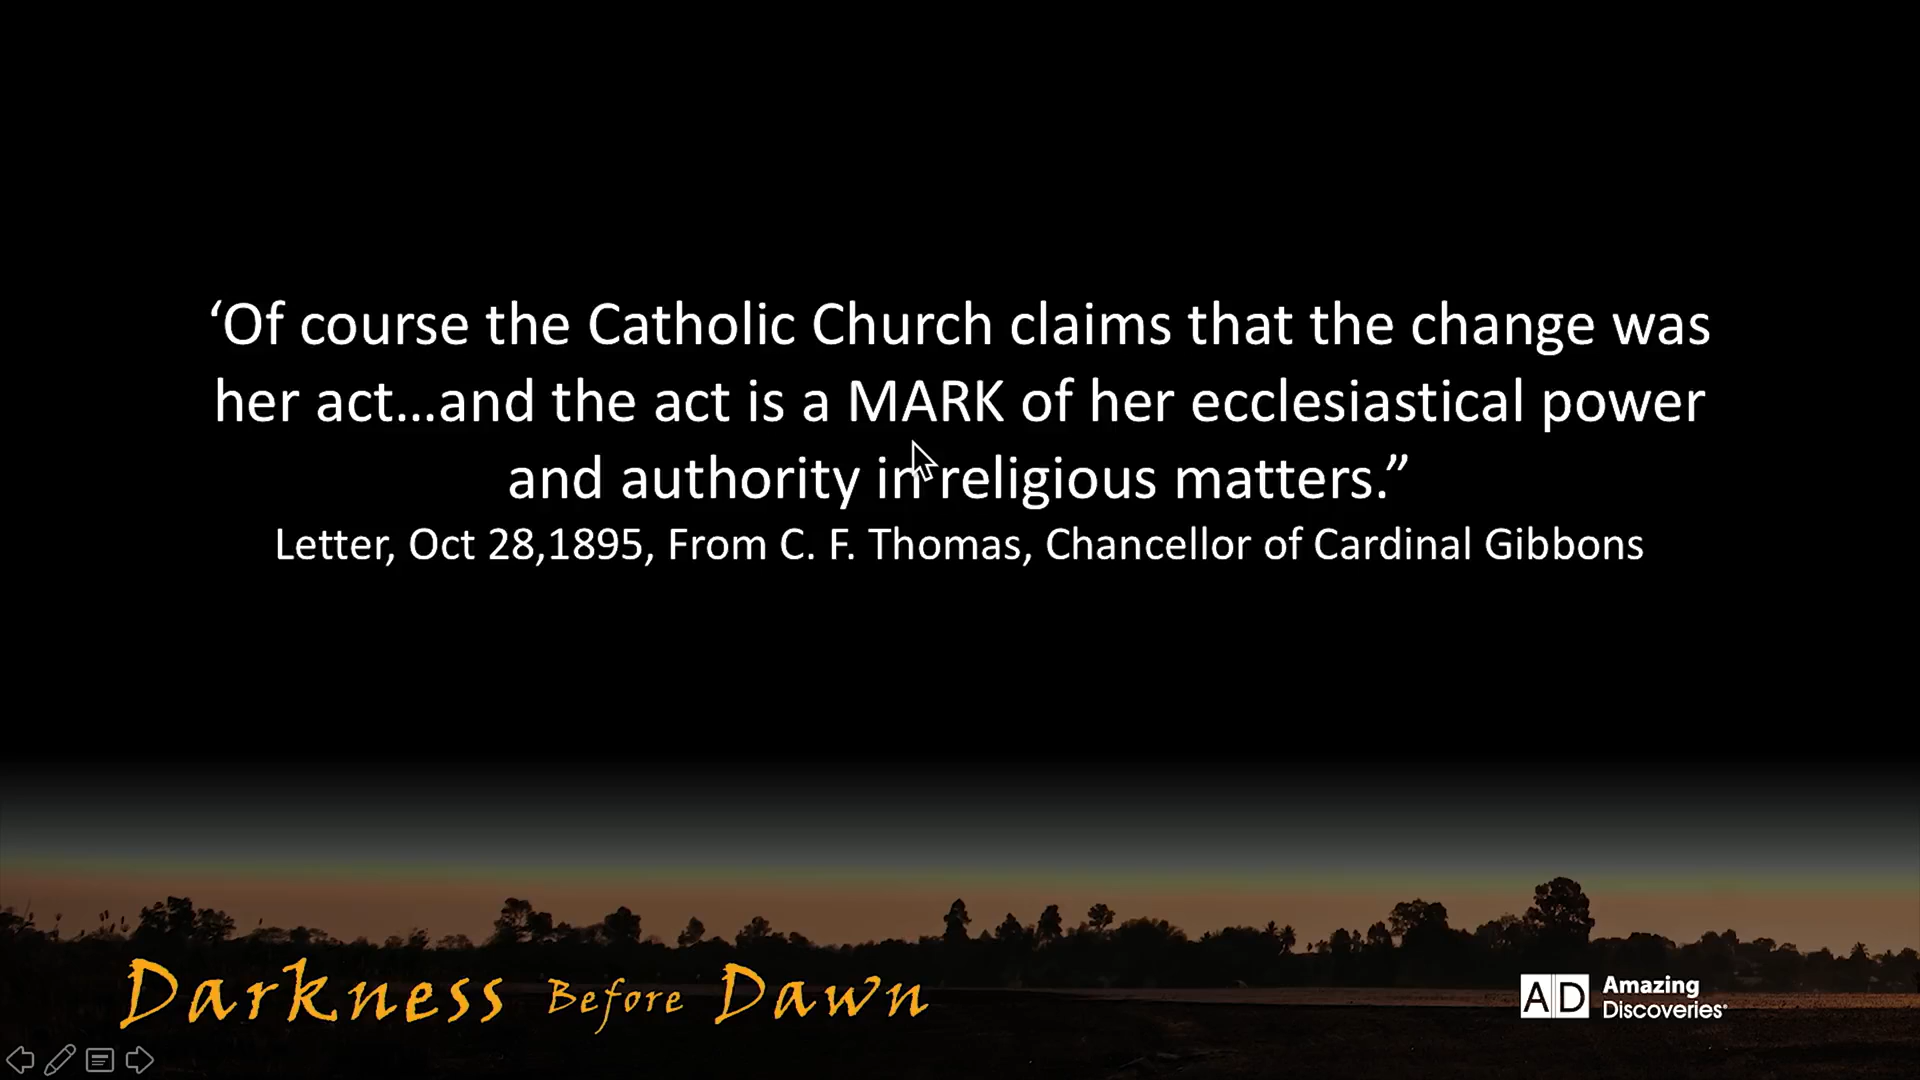 ‘Of course the Catholic Church claims that the change was
her act...and the act is a MARK of her ecclesiastical power
and authority in religious matters.”
Letter, Oct 28,1895, From C. F. Thomas, Chancellor of Cardinal Gibbons
Darkness Before Dawn
AD Amazing
Discoveries